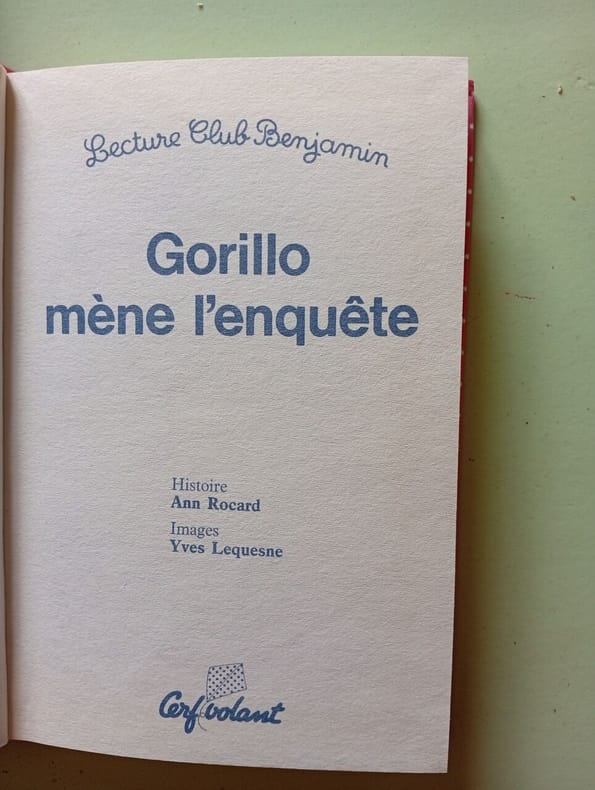 Lecture Club Benjamin
Gorillo
mène l'enquête
Histoire
Ann Rocard
Images
Yves Lequesne
Cerf volant